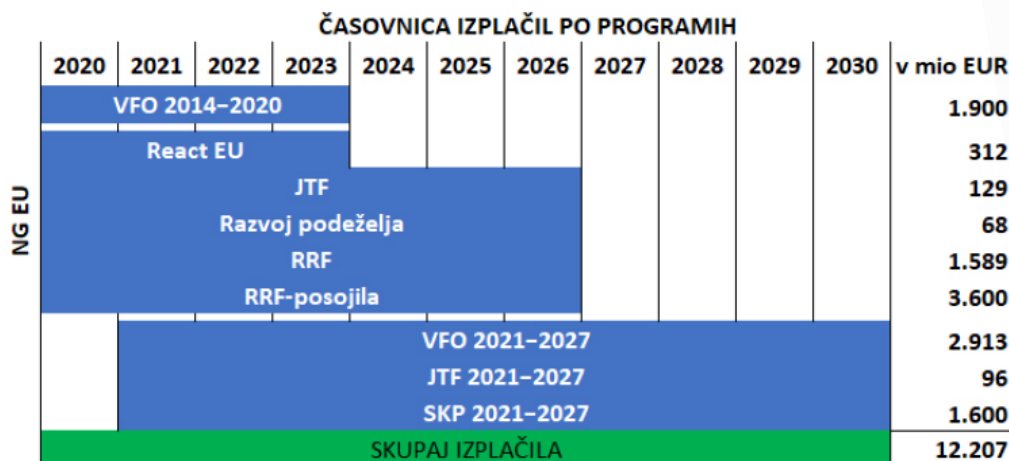 ČASOVNICA IZPLAČIL PO PROGRAMIH
2020 2021 2022 2023 2024 2025 2026 2027 2028 2029 2030 v mio EUR
VFO 2014–2020 1.900
NG EU
React EU 312
JTF 129
Razvoj podeželja 68
RRF 1.589
RRF-posojila 3.600
VFO 2021–2027 2.913
JTF 2021–2027 96
SKP 2021–2027 1.600
SKUPAJ IZPLAČILA 12.207